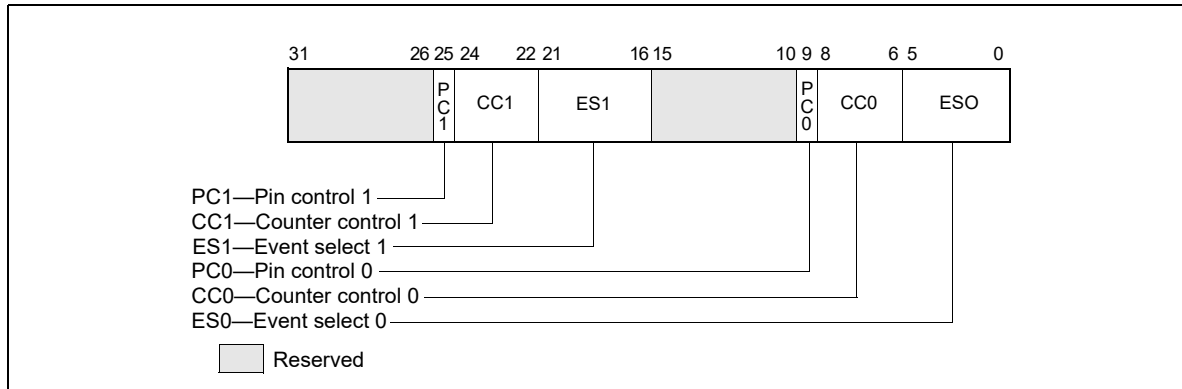 31 26 25 24 22 21 16 15 10 9 8 6 5 0
PC1 CC1 ES1 PC0 CC0 ESO
PC1—Pin control 1
CC1—Counter control 1
ES1—Event select 1
PC0—Pin control 0
CC0—Counter control 0
ES0—Event select 0
Reserved